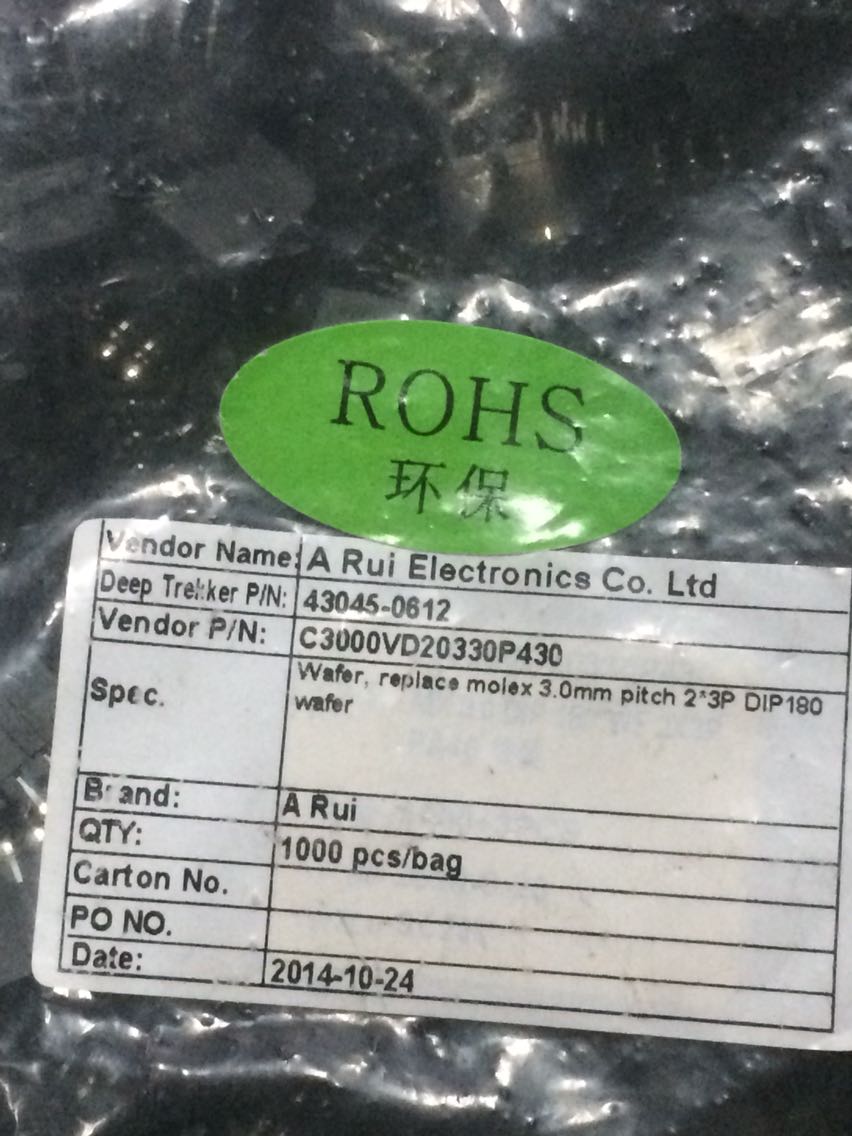 ROHS
环保
Vendor Name: A Rui Electronics Co. Ltd
Deep Trekker P/N: 43045-0612
Vendor P/N: C3000VD20330P430
Spec. Wafer, replace molex 3.0mm pitch 2*3P DIP180
wafer
Brand: A Rui
QTY: 1000 pcs/bag
Carton No.
PO NO.
Date: 2014-10-24